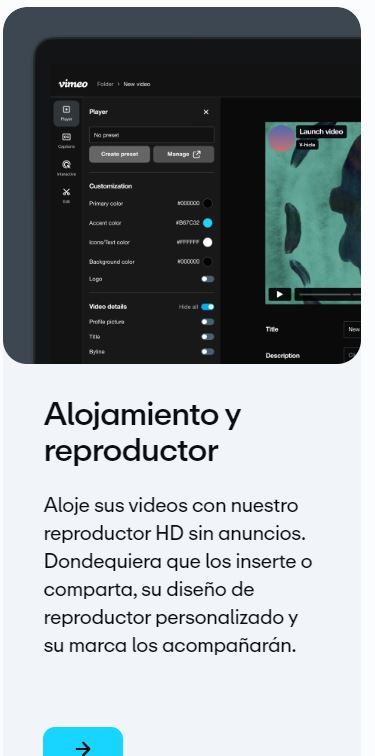 vimeo Folder › New video
Player
Player ×
No preset
Create preset Manage
Captions
Interactive
Edit
Customization
Primary color #000000
Accent color #B67C32
Icons/Text color #FFFFFF
Background color #000000
Logo
Video details Hide all
Profile picture
Title
Byline
Launch video
V-hicle
Title New
Description
Alojamiento y
reproductor
Aloje sus videos con nuestro
reproductor HD sin anuncios.
Dondequiera que los inserte o
comparta, su diseño de
reproductor personalizado y
su marca los acompañarán.